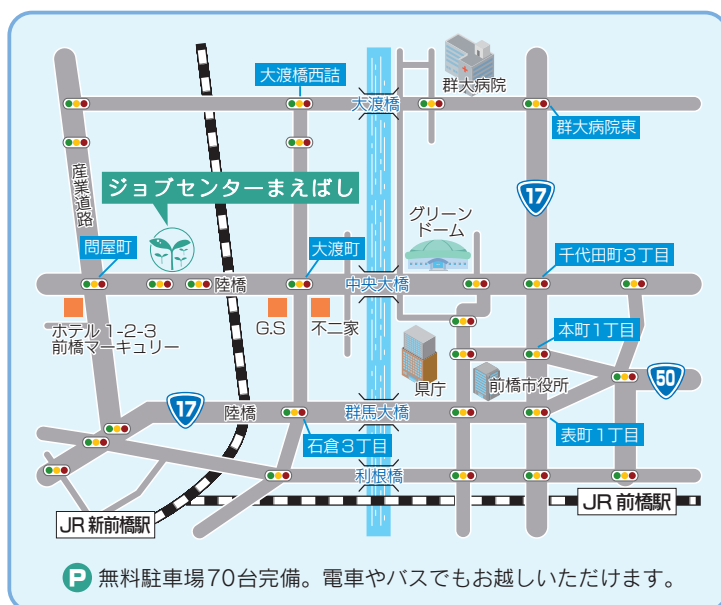 大渡橋西詰
群大病院
大渡橋
群大病院東
産業道路
ジョブセンターまえばし
17
グリーン
ドーム
問屋町
大渡町
千代田町3丁目
陸橋
中央大橋
ホテル 1-2-3
前橋マーキュリー
G.S
不二家
本町1丁目
県庁
前橋市役所
50
17
陸橋
群馬大橋
石倉3丁目
表町1丁目
利根橋
JR 新前橋駅
JR 前橋駅
P 無料駐車場70台完備。電車やバスでもお越しいただけます。